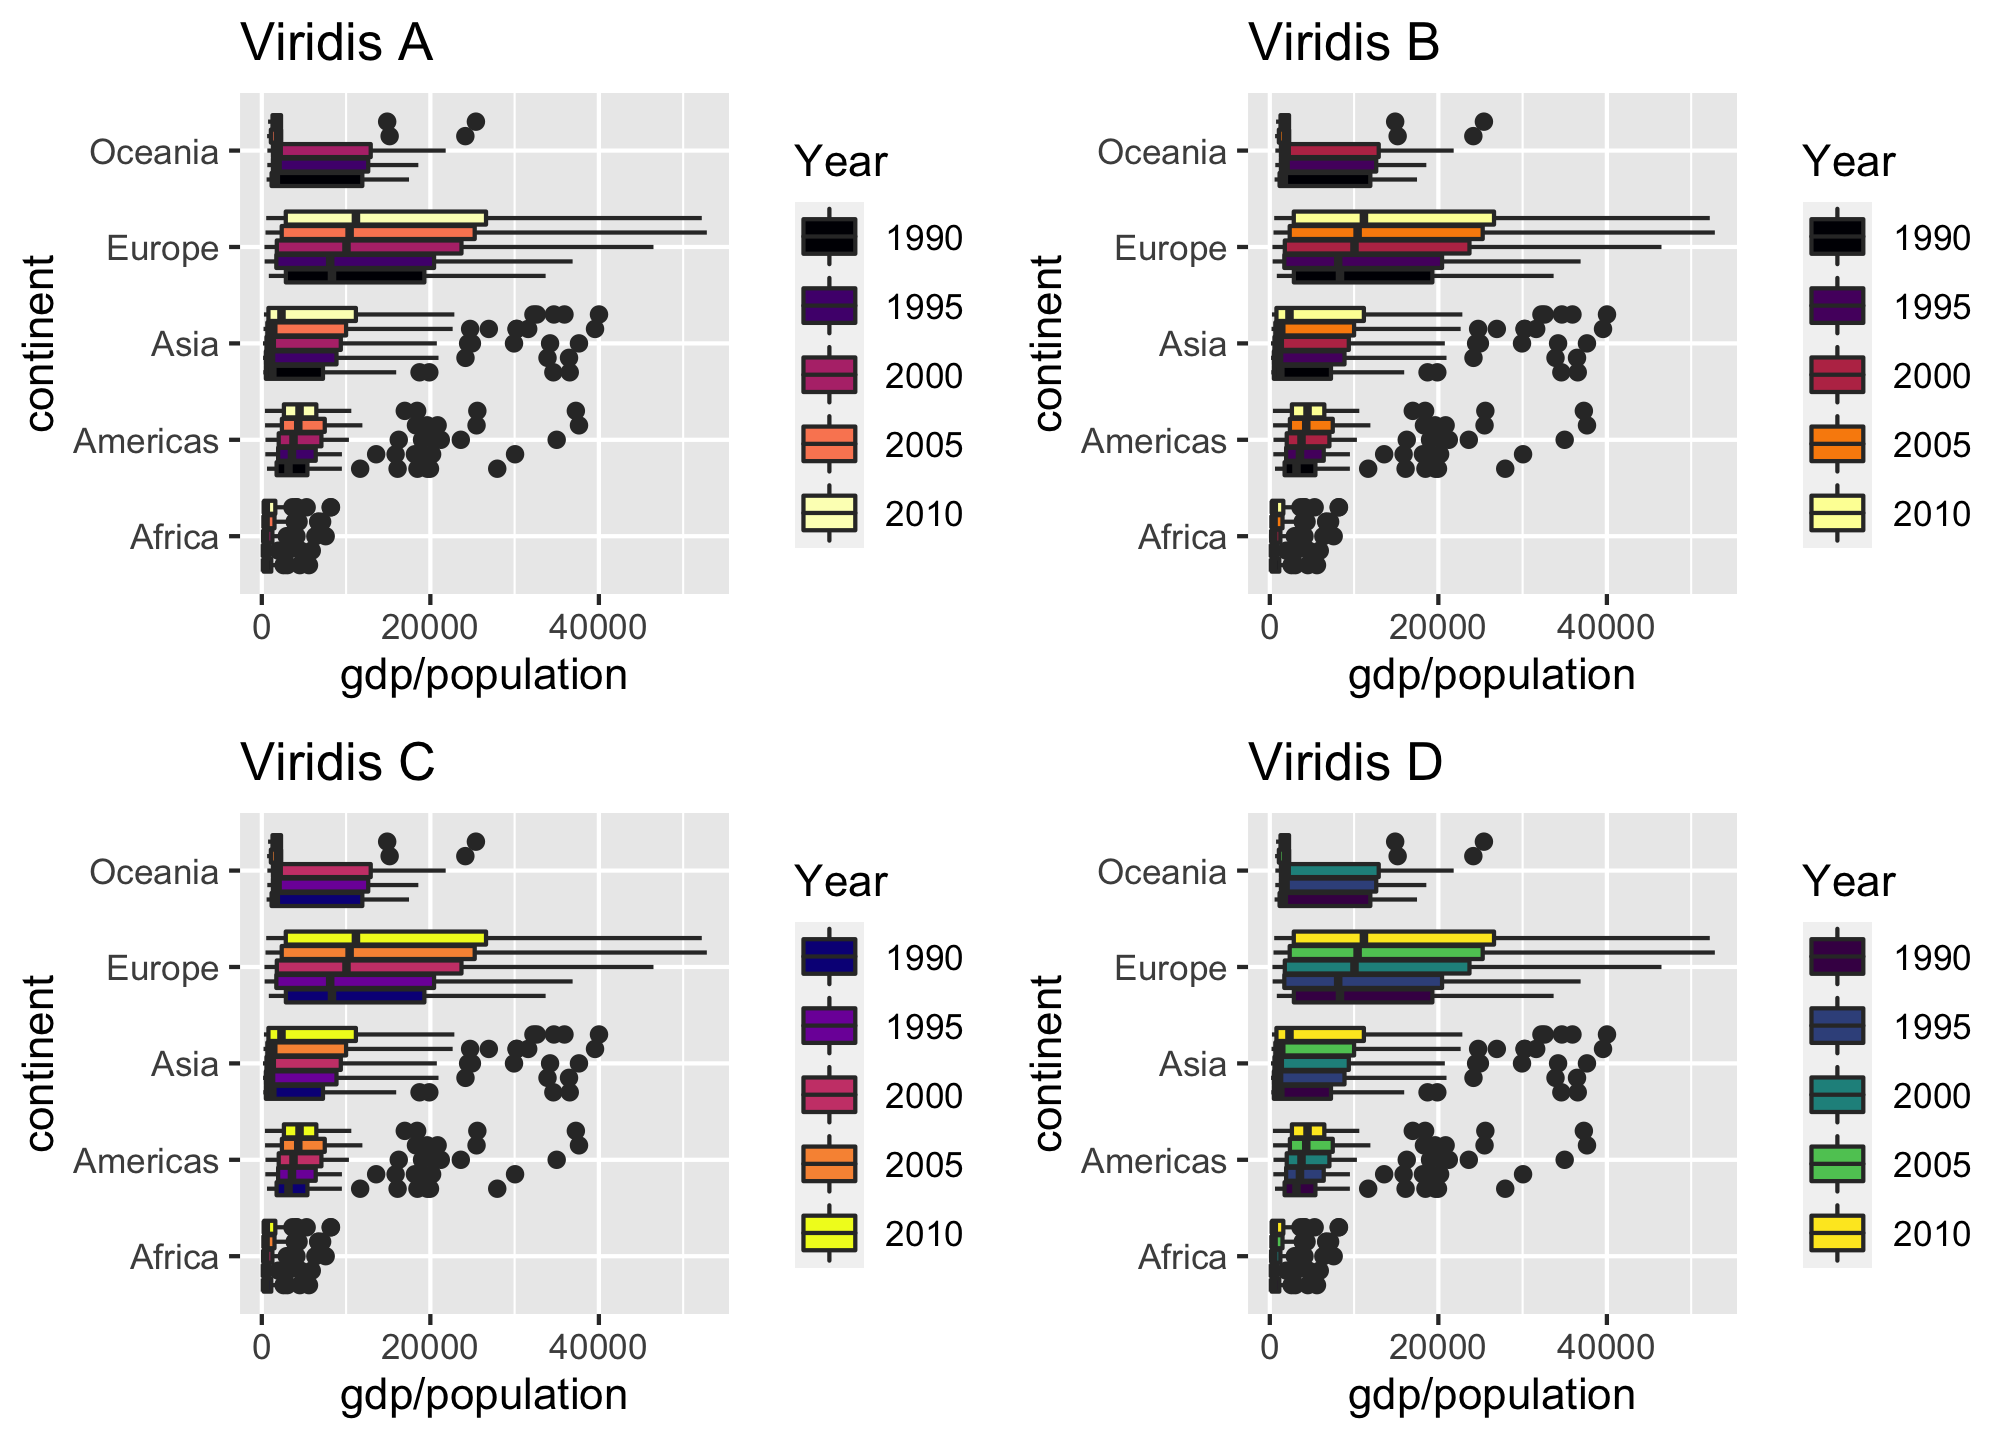 Viridis A
Oceania
Europe
Asia
Americas
Africa
continent
0 20000 40000
gdp/population
Year
1990
1995
2000
2005
2010
Viridis B
Oceania
Europe
Asia
Americas
Africa
continent
0 20000 40000
gdp/population
Year
1990
1995
2000
2005
2010
Viridis C
Oceania
Europe
Asia
Americas
Africa
continent
0 20000 40000
gdp/population
Year
1990
1995
2000
2005
2010
Viridis D
Oceania
Europe
Asia
Americas
Africa
continent
0 20000 40000
gdp/population
Year
1990
1995
2000
2005
2010